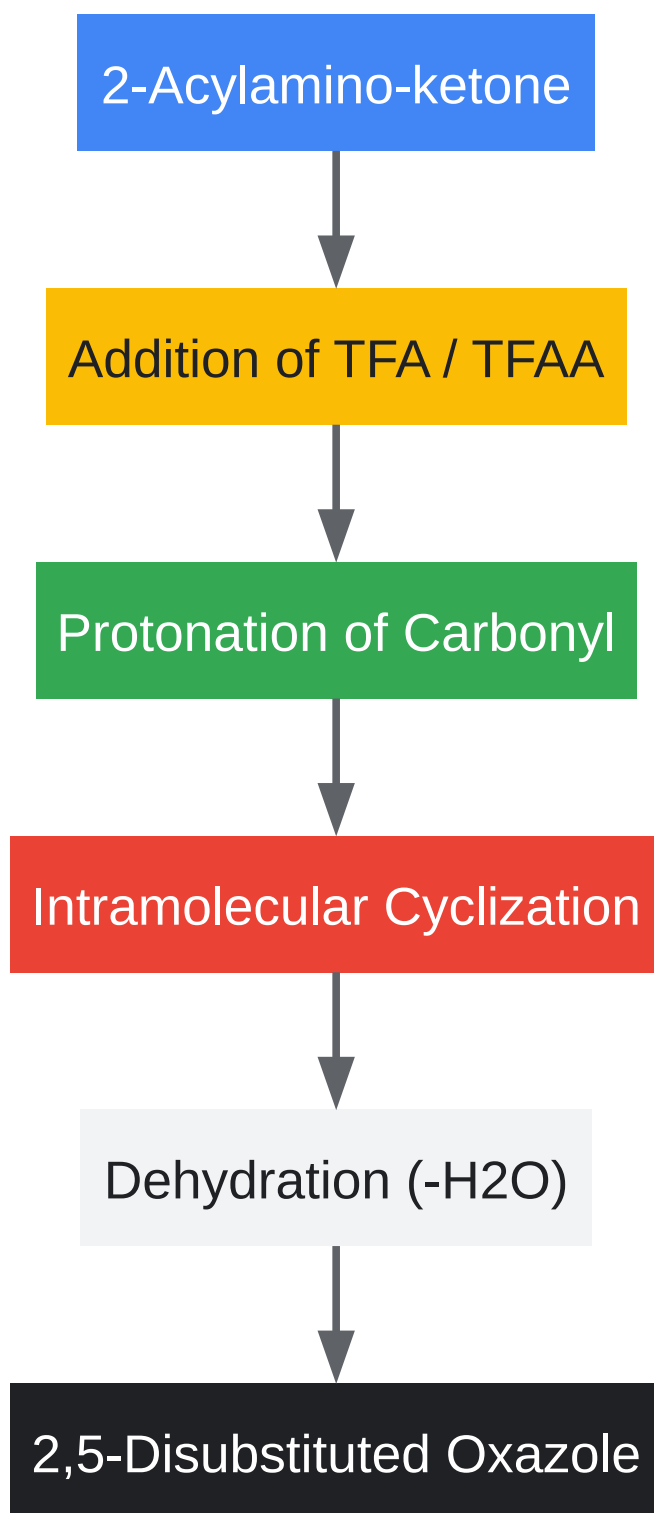 2-Acylamino-ketone
Addition of TFA / TFAA
Protonation of Carbonyl
Intramolecular Cyclization
Dehydration (-H2O)
2,5-Disubstituted Oxazole